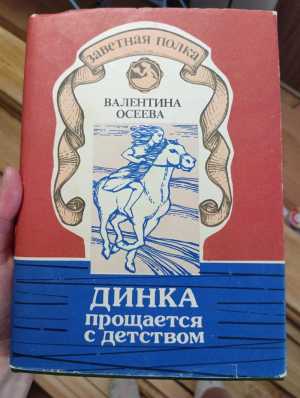 заветная полка
ВАЛЕНТИНА
ОСЕЕВА
ДИНКА
прощается
с детством